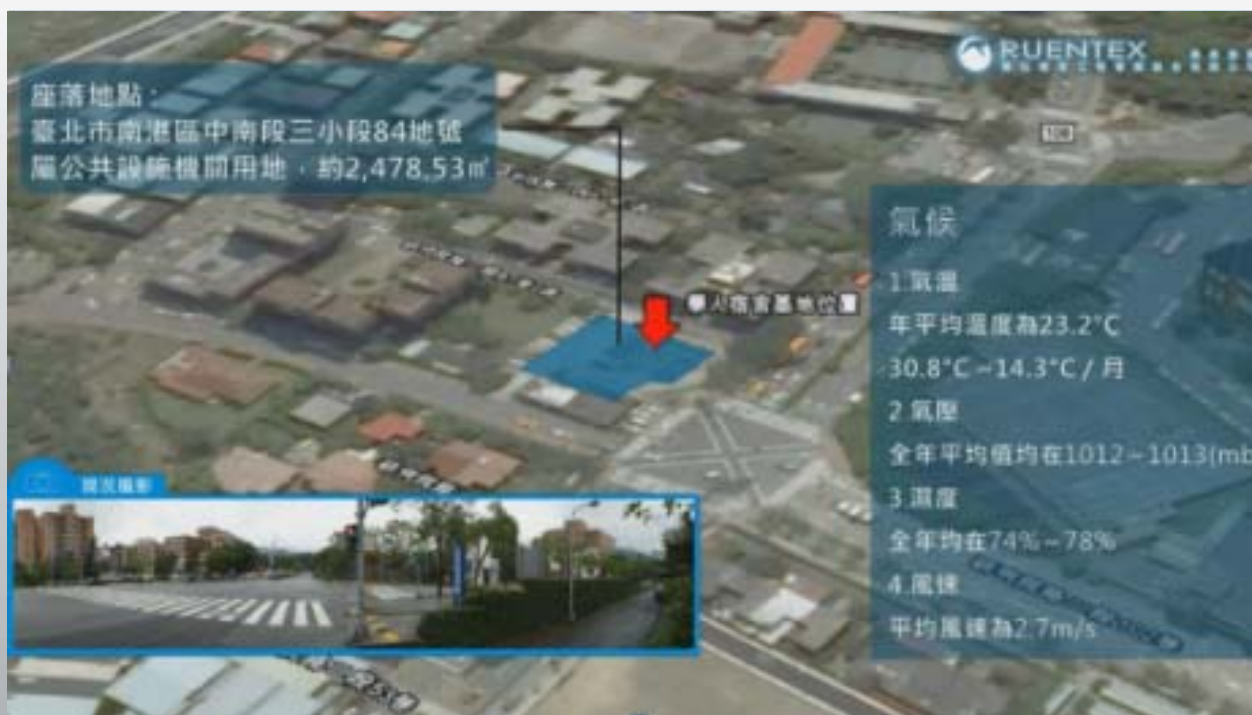 RUENTEX
座落地點：
臺北市南港區中南段三小段84地號
屬公共設施機關用地，約2,478.53㎡
學人宿舍基地位置
氣候
1.氣溫
年平均溫度為23.2°C
30.8°C~14.3°C / 月
2.氣壓
全年平均值均在1012~1013(mb
3.濕度
全年均在74%~78%
4.風速
平均風速為2.7m/s
現況攝影